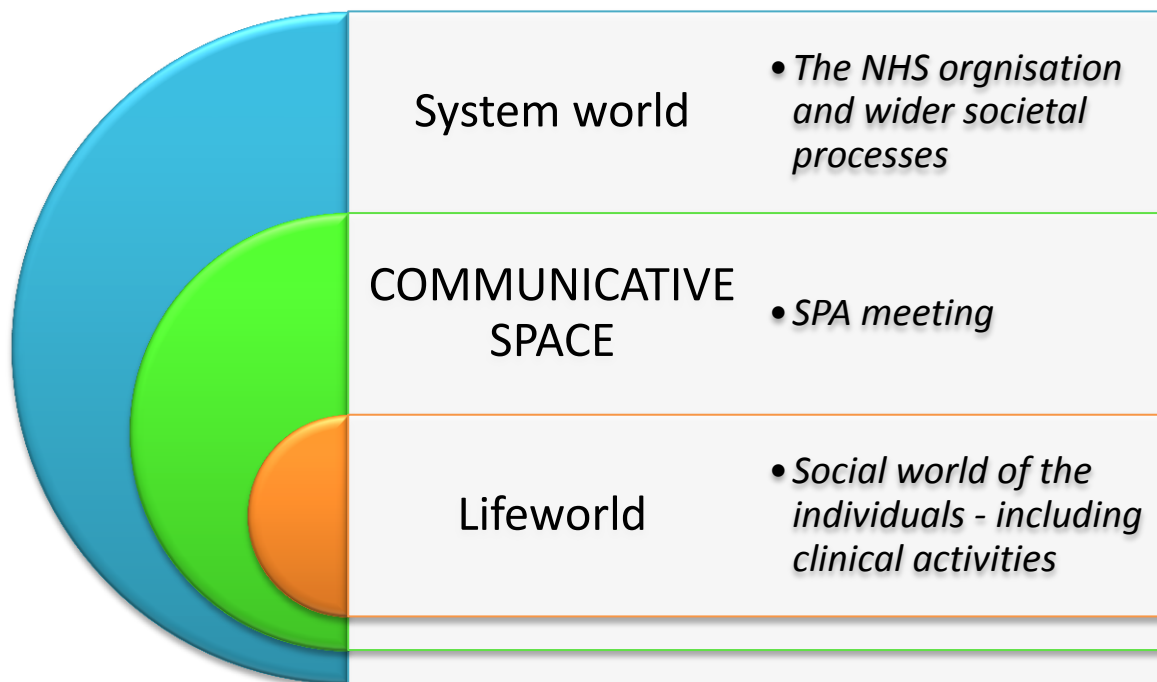 System world
• The NHS orgnisation
and wider societal
processes
COMMUNICATIVE
SPACE
• SPA meeting
Lifeworld
• Social world of the
individuals - including
clinical activities